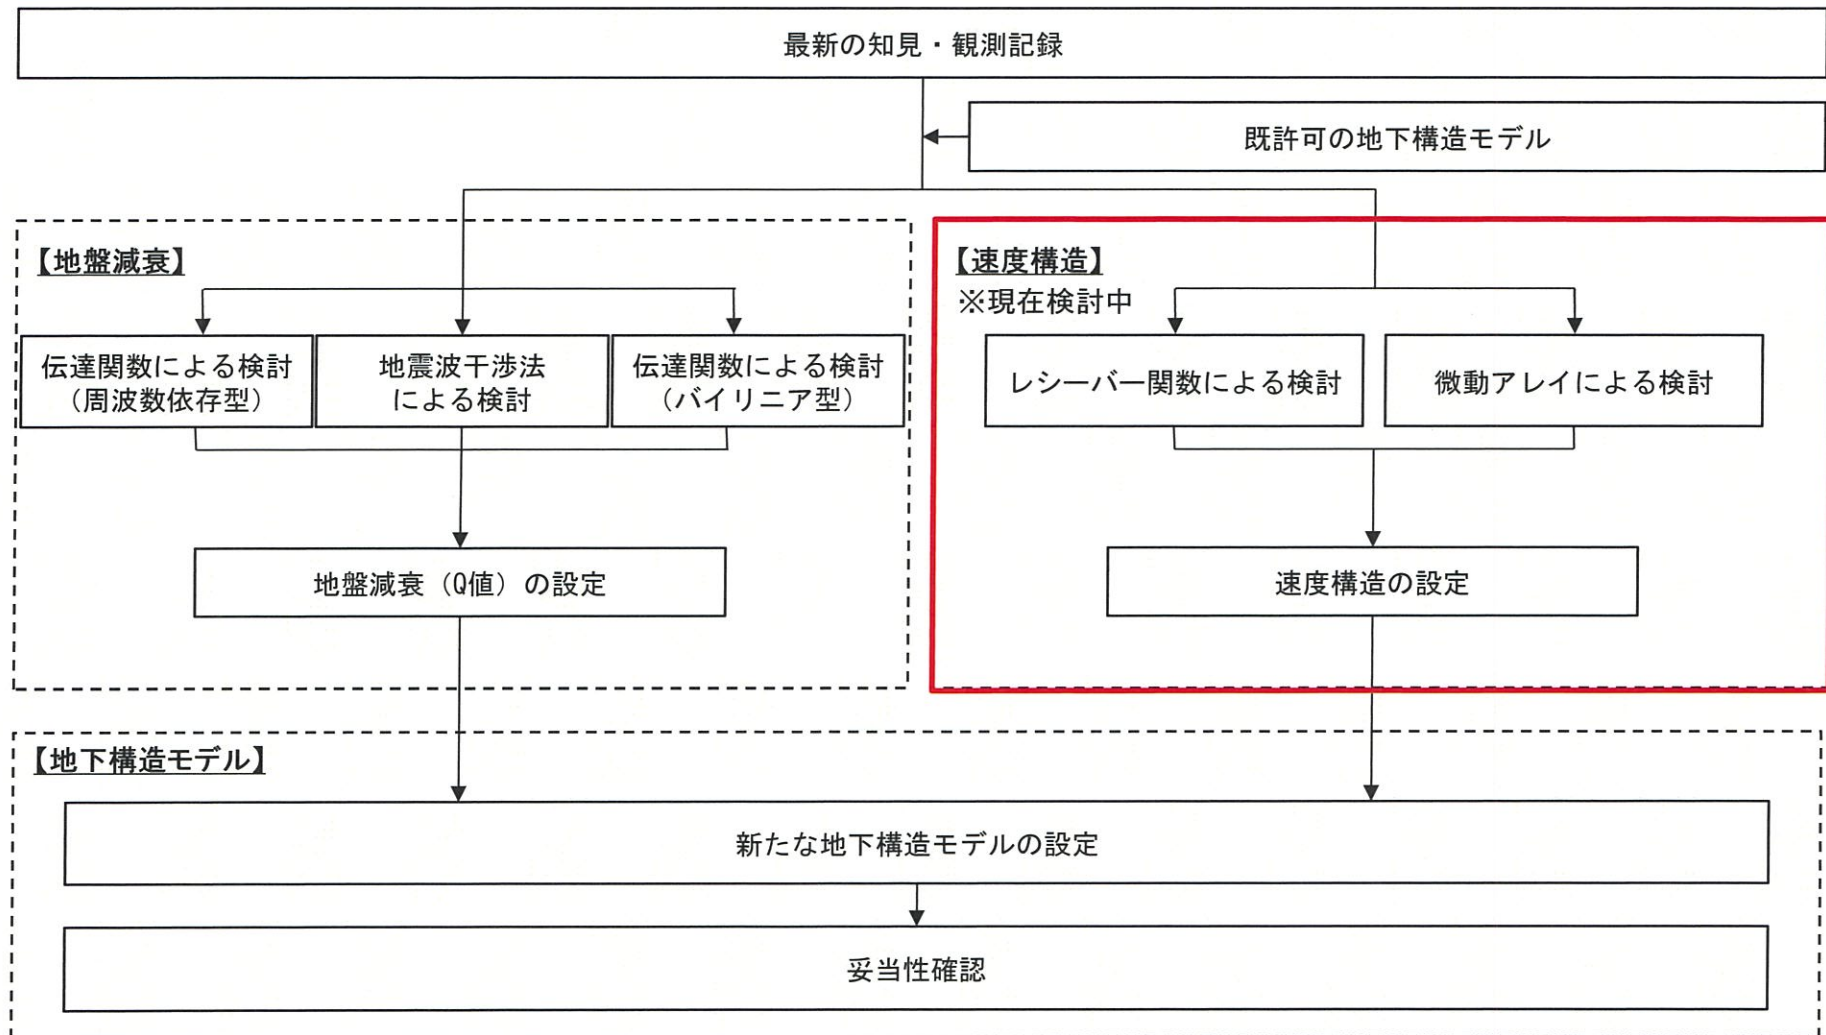 最新の知見・観測記録
既許可の地下構造モデル
【地盤減衰】
伝達関数による検討
（周波数依存型）
地震波干渉法
による検討
伝達関数による検討
（バイリニア型）
地盤減衰（Q値）の設定
【速度構造】
※現在検討中
レシーバー関数による検討
微動アレイによる検討
速度構造の設定
【地下構造モデル】
新たな地下構造モデルの設定
妥当性確認